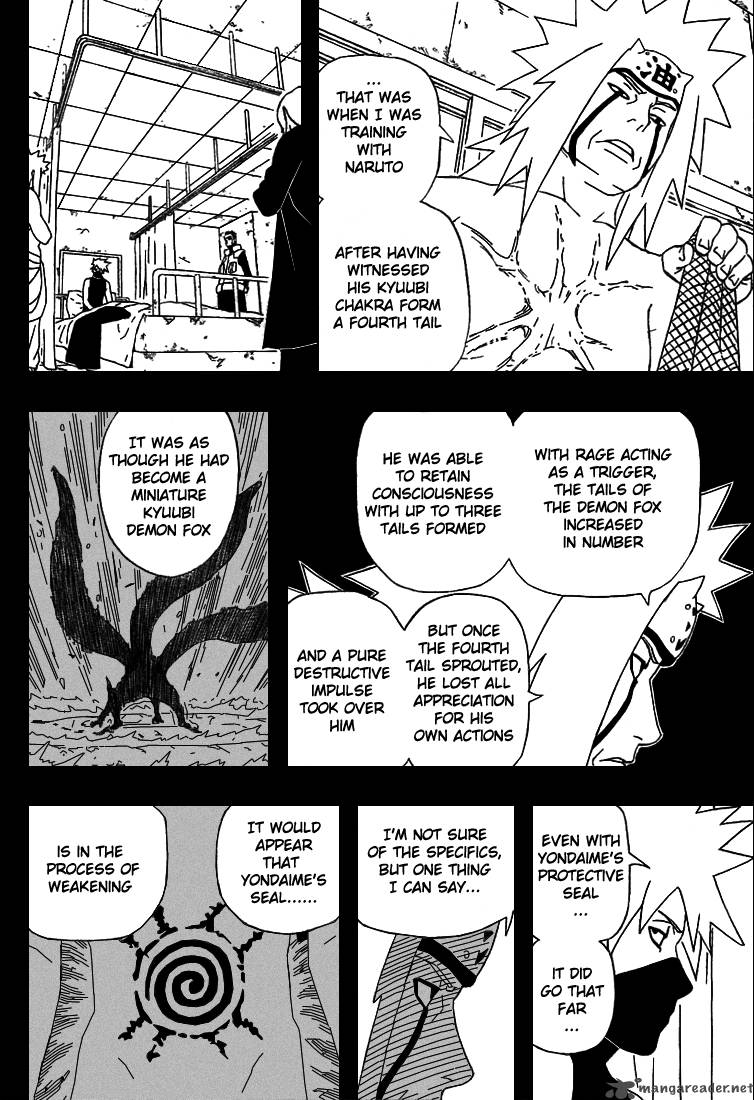 油
...
THAT WAS
WHEN I WAS
TRAINING
WITH
NARUTO
AFTER HAVING
WITNESSED
HIS KYUUBI
CHAKRA FORM
A FOURTH TAIL
WITH RAGE ACTING
AS A TRIGGER,
THE TAILS OF
THE DEMON FOX
INCREASED
IN NUMBER
HE WAS ABLE
TO RETAIN
CONSCIOUSNESS
WITH UP TO THREE
TAILS FORMED
BUT ONCE
THE FOURTH
TAIL SPROUTED,
HE LOST ALL
APPRECIATION
FOR HIS
OWN ACTIONS
AND A PURE
DESTRUCTIVE
IMPULSE
TOOK OVER
HIM
IT WAS AS
THOUGH HE HAD
BECOME A
MINIATURE
KYUUBI
DEMON FOX
EVEN WITH
YONDAIME'S
PROTECTIVE
SEAL
...
IT DID
GO THAT
FAR
...
I'M NOT SURE
OF THE SPECIFICS,
BUT ONE THING
I CAN SAY...
IT WOULD
APPEAR
THAT
YONDAIME'S
SEAL......
IS IN THE
PROCESS OF
WEAKENING
mangareader.net